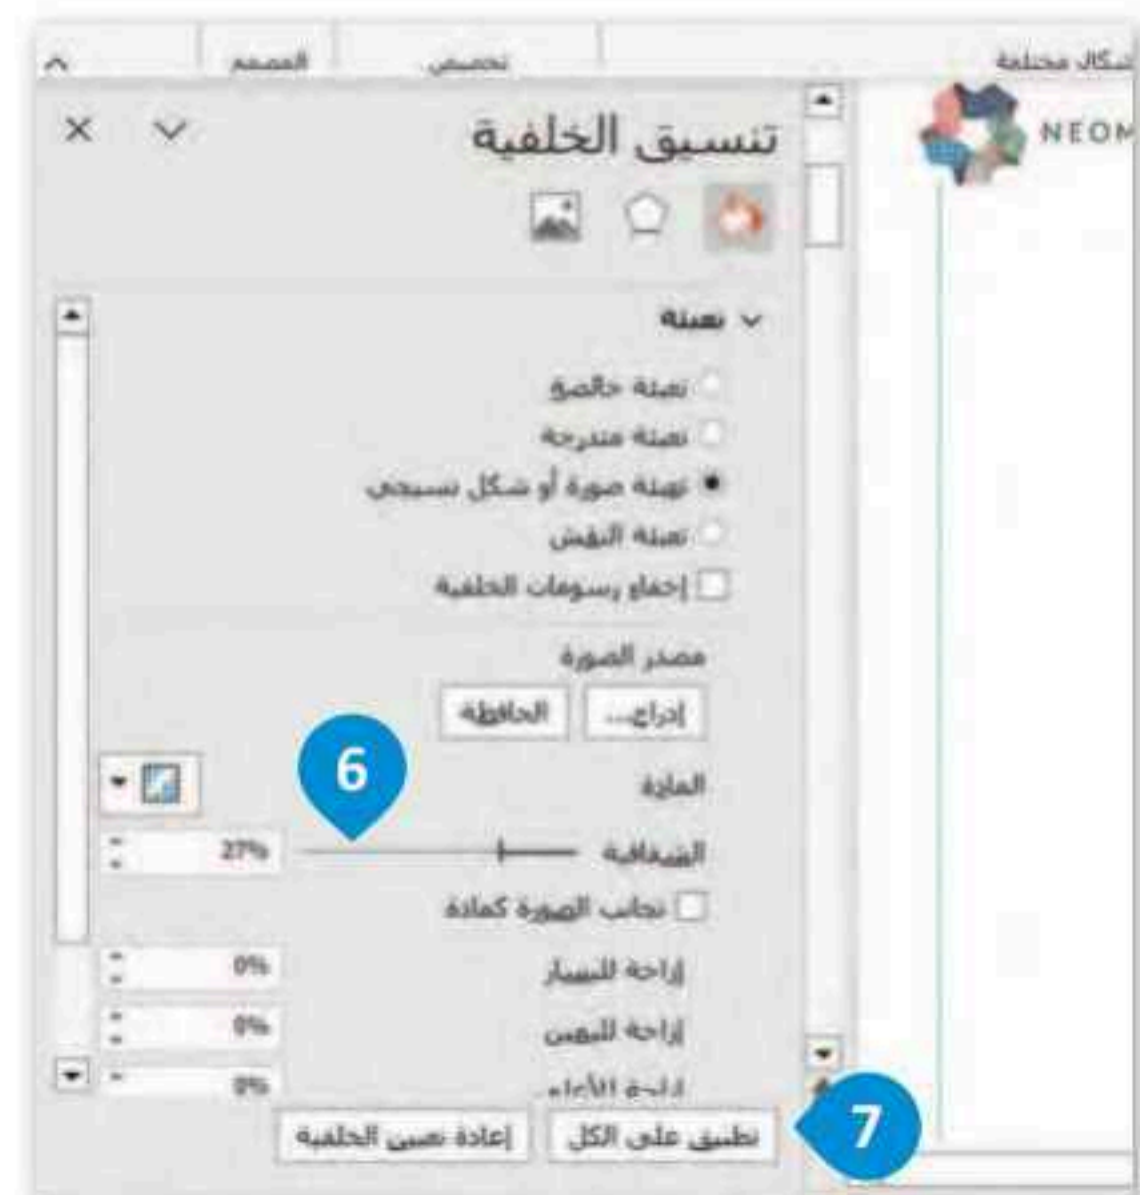 شكال مختلفة
تخصيص
المصمم
NEOM
تنسيق الخلفية
تعبئة
تعبئة خالصة
تعبئة متدرجة
تعبئة صورة أو شكل نسيجي
تعبئة النقش
إخفاء رسومات الخلفية
مصدر الصورة
إدراج... الحافظة
6
المادة
الشفافية 27%
تجانب الصورة كمادة
إزاحة لليسار 0%
إزاحة لليمين 0%
إزاحة 0%
تطبيق على الكل إعادة تعيين الخلفية
7